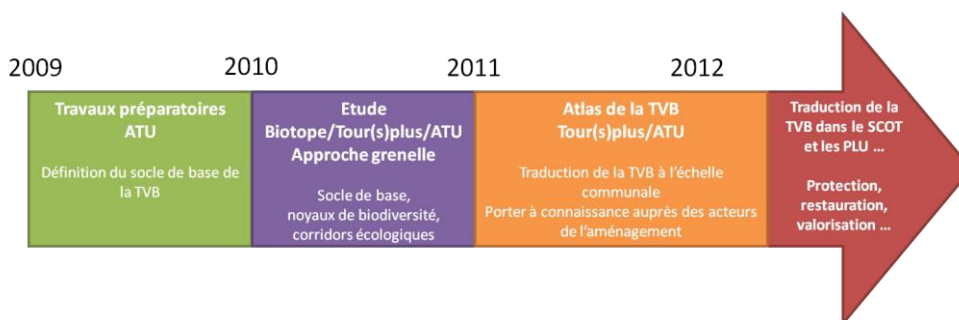 2009
2010
2011
2012
Travaux préparatoires
ATU
Définition du socle de base de
la TVB
Etude
Biotope/Tour(s)plus/ATU
Approche grenelle
Socle de base,
noyaux de biodiversité,
corridors écologiques
Atlas de la TVB
Tour(s)plus/ATU
Traduction de la TVB à l'échelle
communale
Porter à connaissance auprès des acteurs
de l'aménagement
Traduction de la
TVB dans le SCOT
et les PLU ...
Protection,
restauration,
valorisation ...